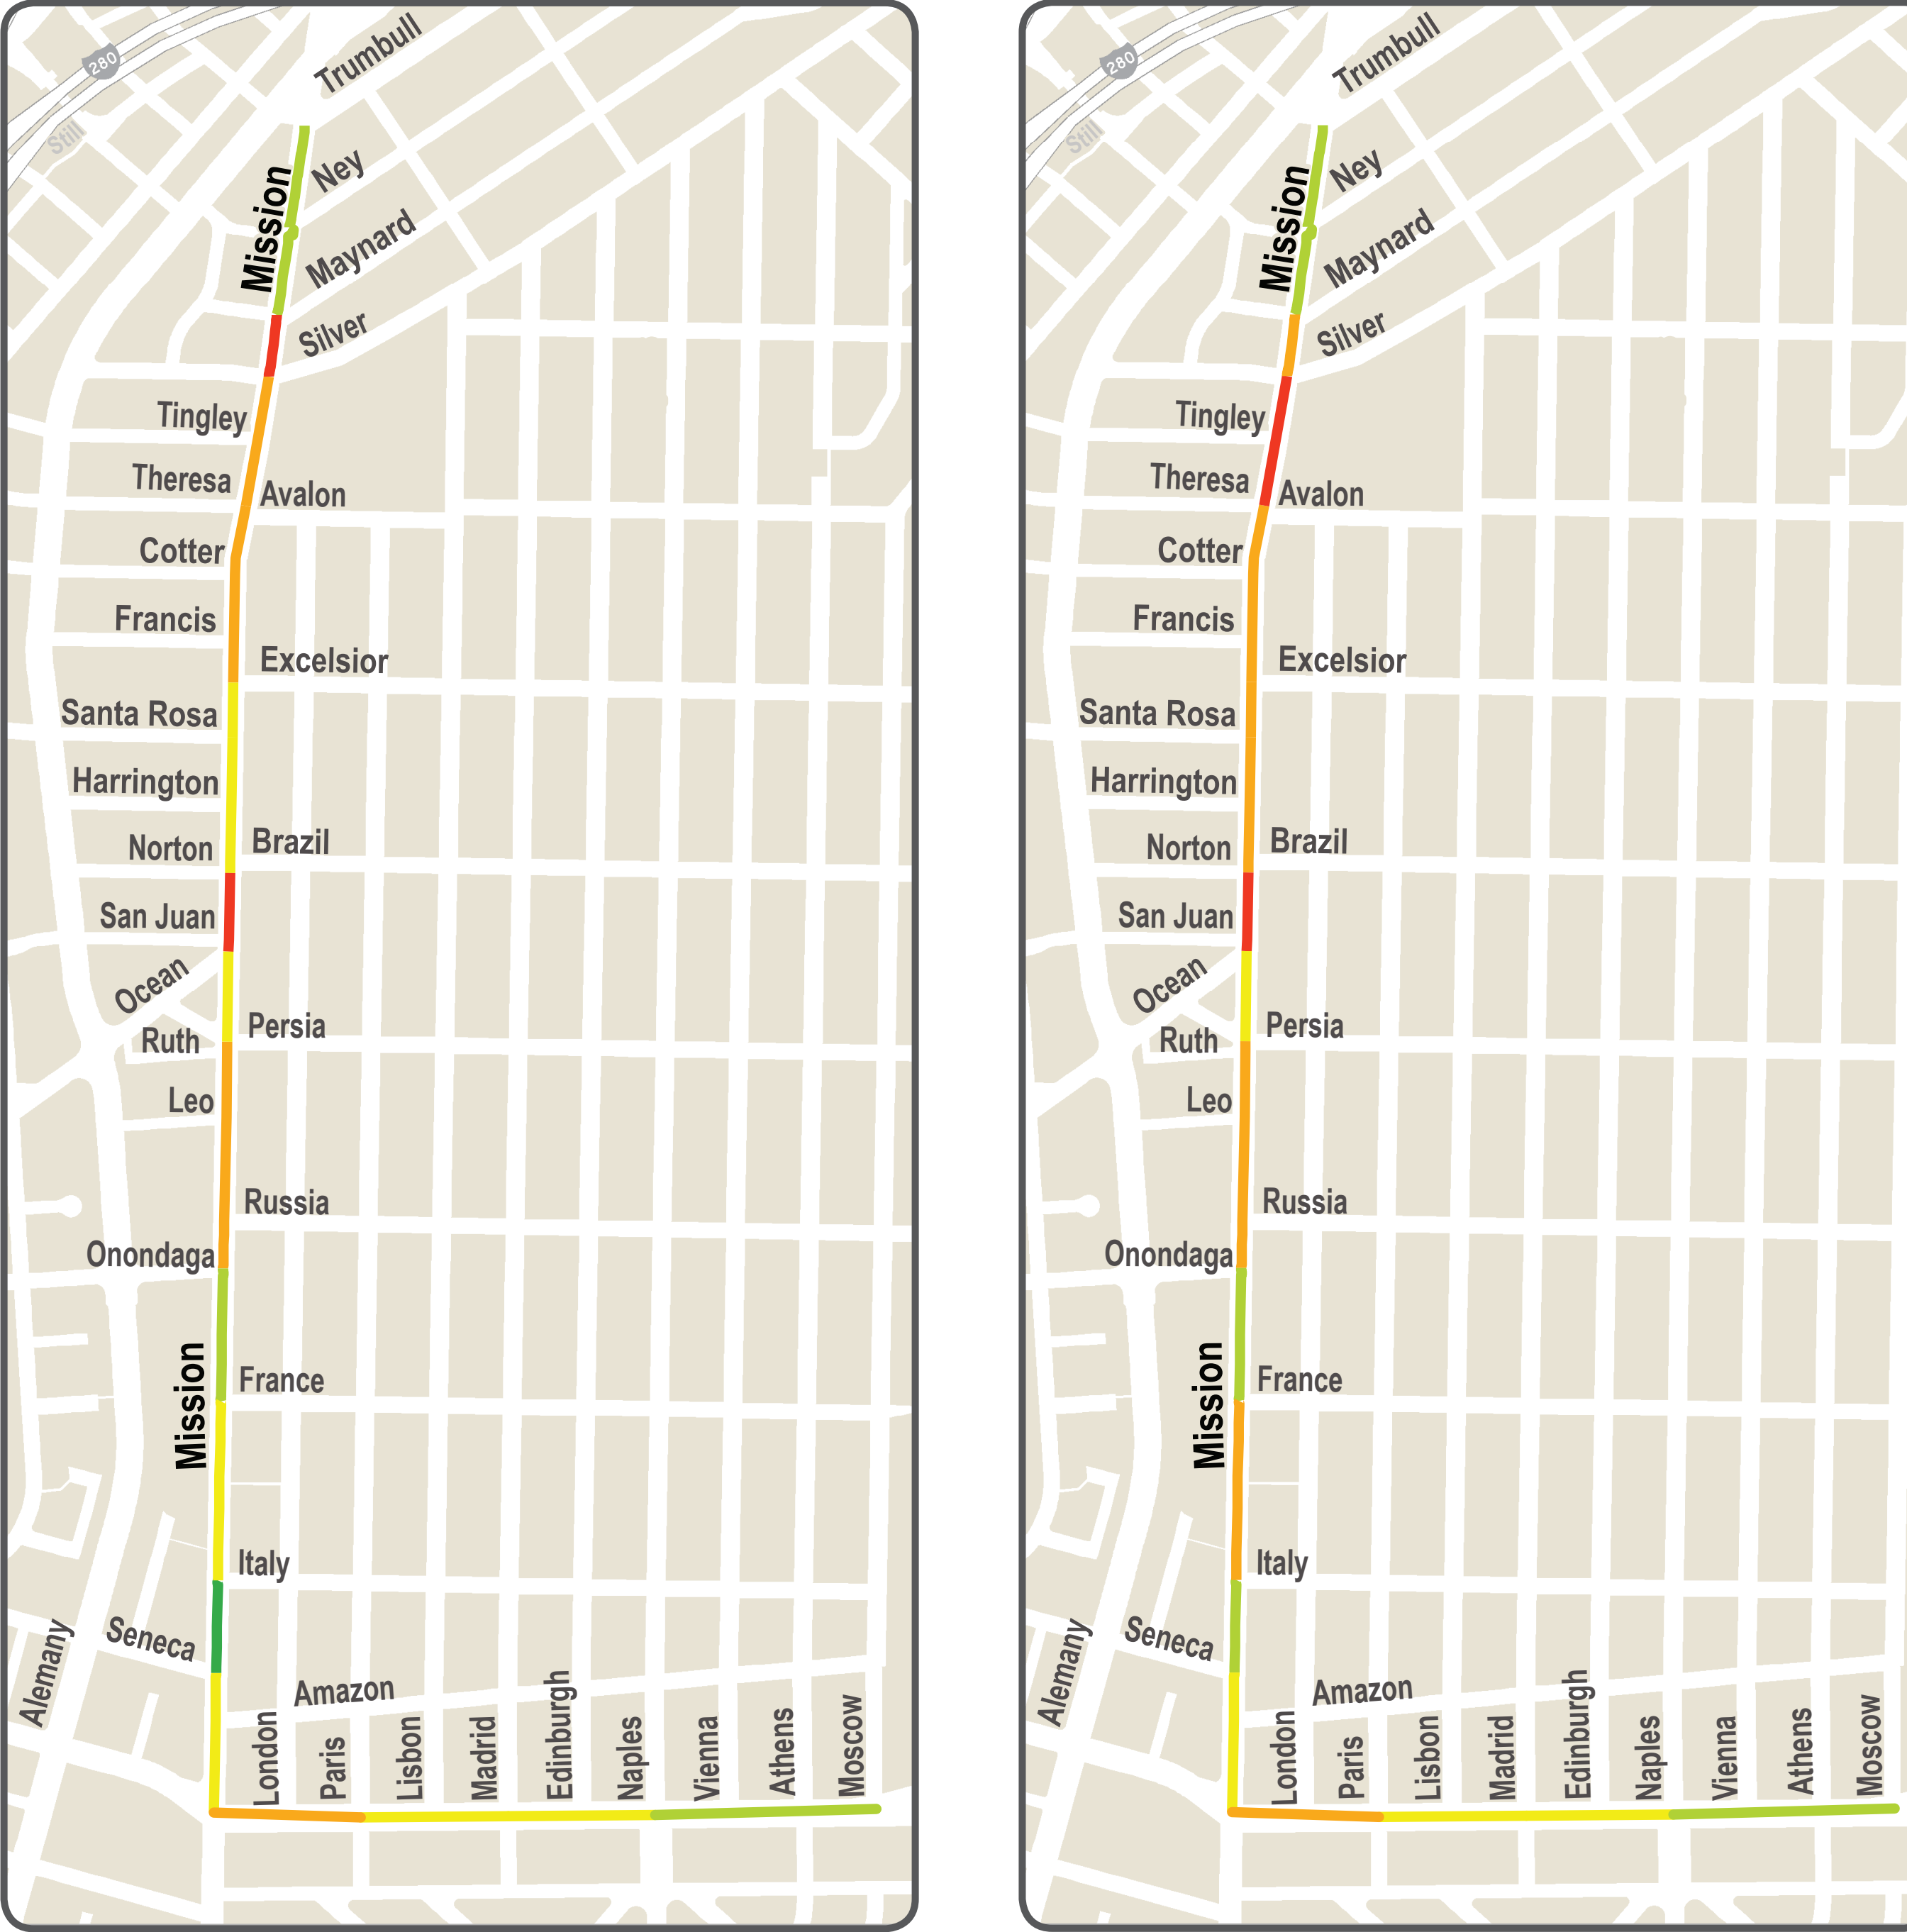 Trumbull
280
Still
Ney
Mission
Maynard
Silver
Tingley
Theresa
Avalon
Cotter
Francis
Excelsior
Santa Rosa
Harrington
Norton
Brazil
San Juan
Ocean
Persia
Ruth
Leo
Russia
Onondaga
Mission
France
Italy
Seneca
Alemany
Amazon
London
Paris
Lisbon
Madrid
Edinburgh
Naples
Vienna
Athens
Moscow
Trumbull
280
Still
Ney
Mission
Maynard
Silver
Tingley
Theresa
Avalon
Cotter
Francis
Excelsior
Santa Rosa
Harrington
Norton
Brazil
San Juan
Ocean
Persia
Ruth
Leo
Russia
Onondaga
Mission
France
Italy
Seneca
Alemany
Amazon
London
Paris
Lisbon
Madrid
Edinburgh
Naples
Vienna
Athens
Moscow